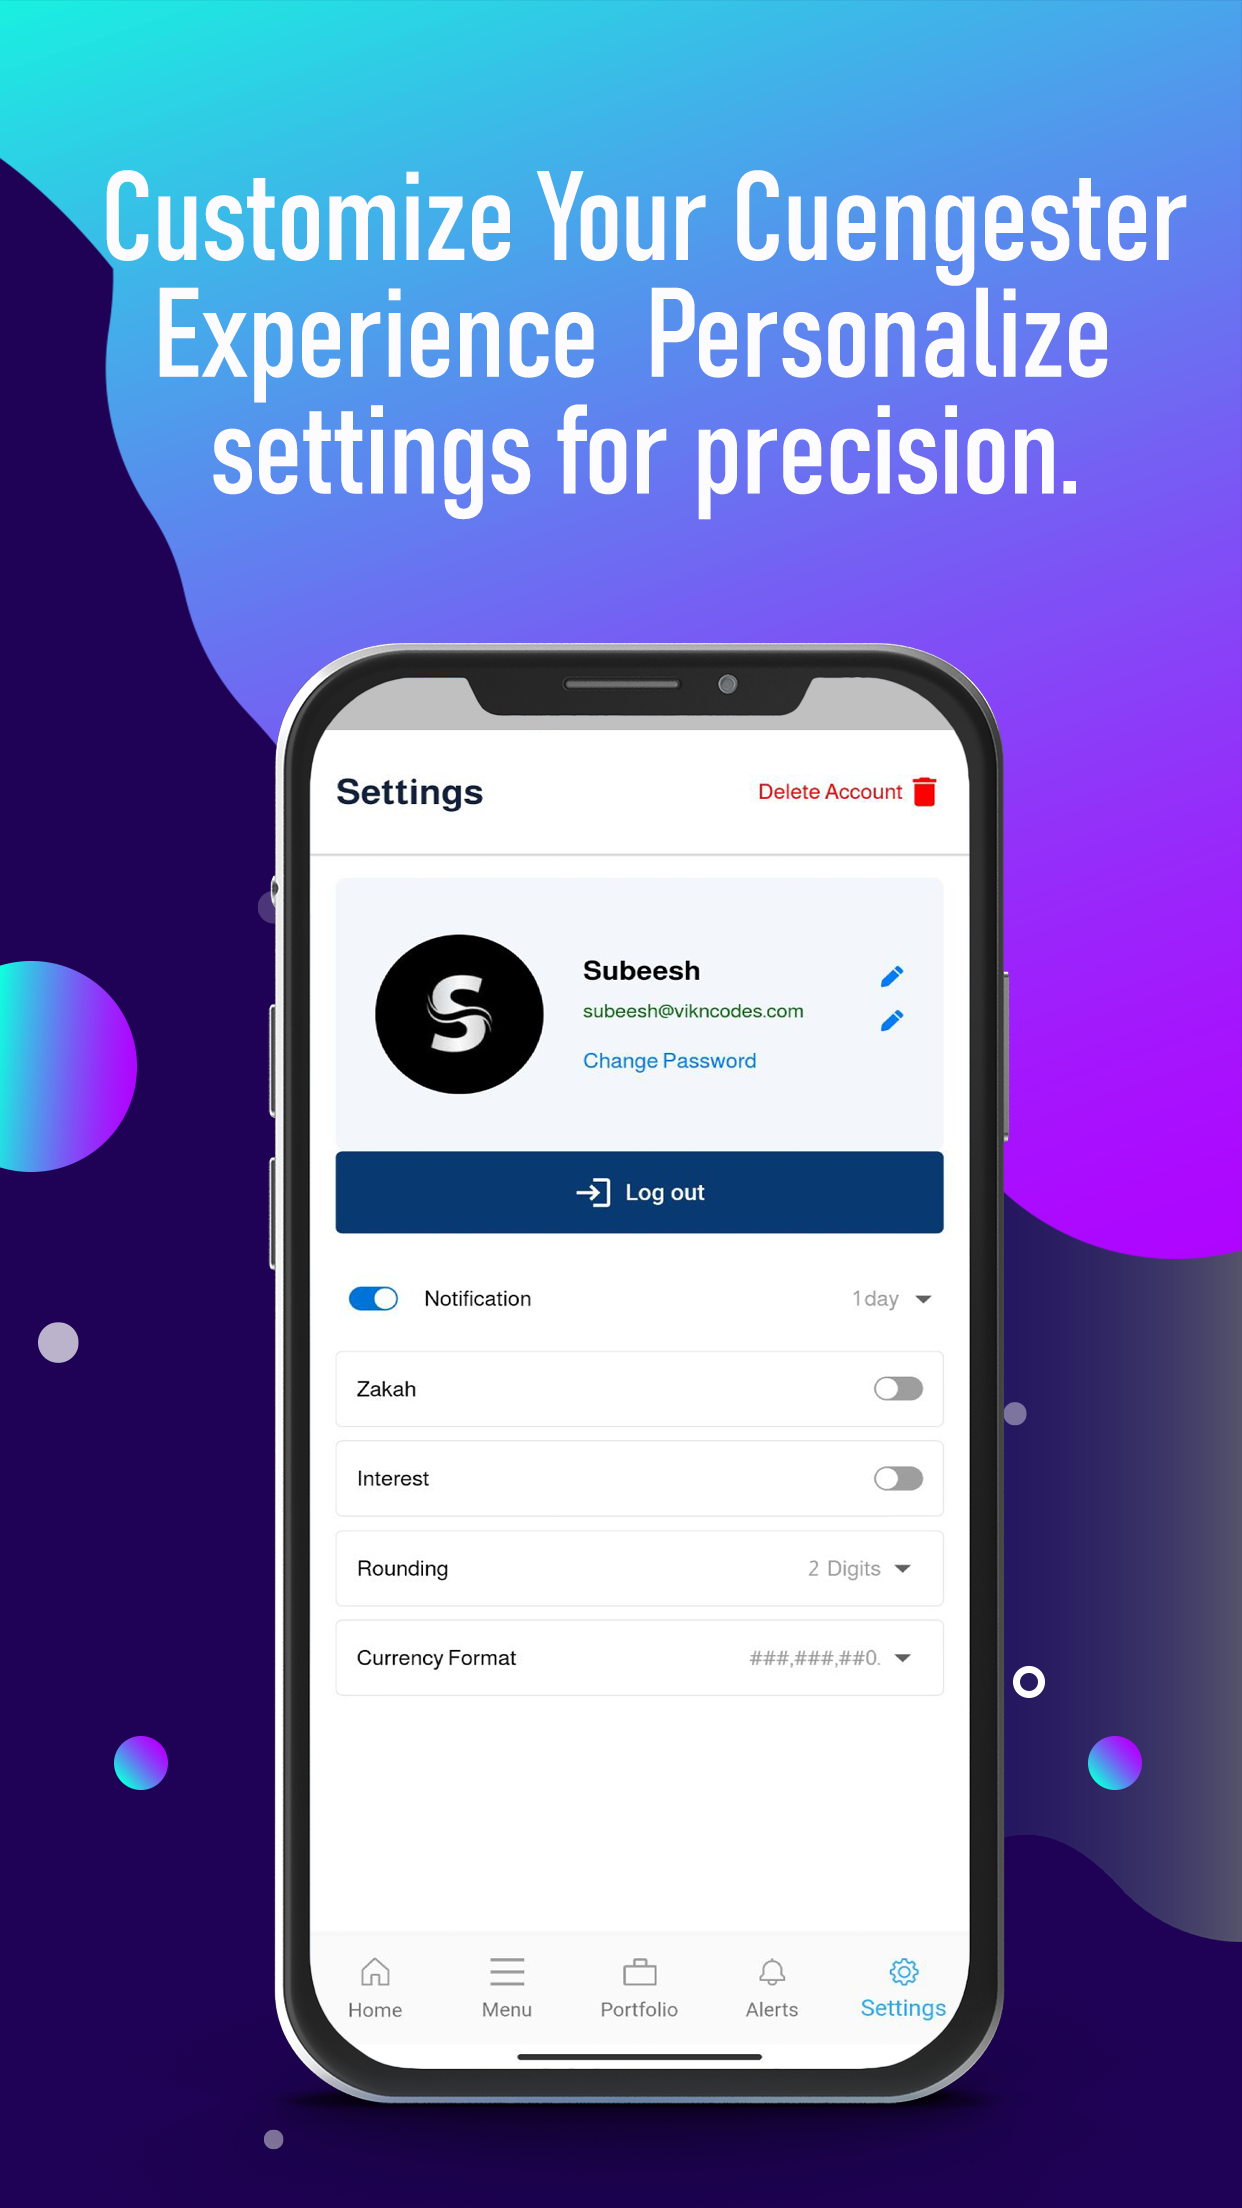 Customize Your Cuengester
Experience  Personalize
settings for precision.
Settings
Delete Account
S
Subeesh
subeesh@vikncodes.com
Change Password
Log out
Notification
1 day
Zakah
Interest
Rounding
2 Digits
Currency Format
###,###,##0.
Home
Menu
Portfolio
Alerts
Settings